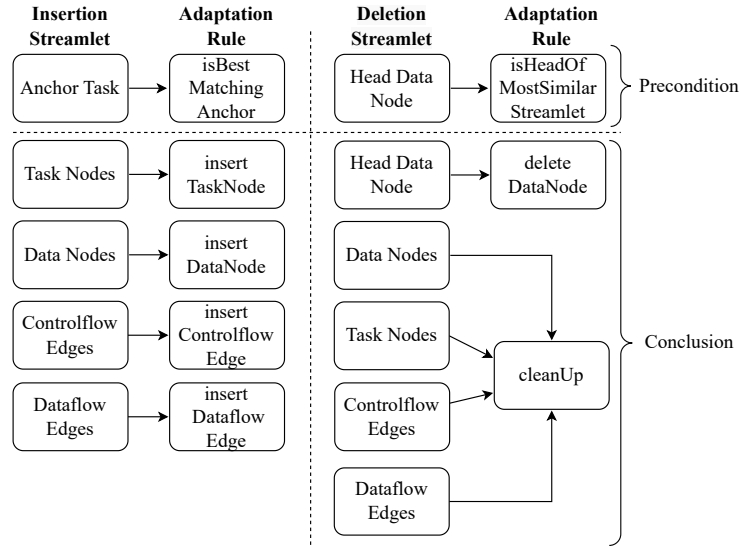 Insertion
Streamlet
Adaptation
Rule
Deletion
Streamlet
Adaptation
Rule
Anchor Task
isBest
Matching
Anchor
Head Data
Node
isHeadOf
MostSimilar
Streamlet
Precondition
Task Nodes
insert
TaskNode
Head Data
Node
delete
DataNode
Data Nodes
insert
DataNode
Data Nodes
Controlflow
Edges
insert
Controlflow
Edge
Task Nodes
Conclusion
cleanUp
Dataflow
Edges
insert
Dataflow
Edge
Controlflow
Edges
Dataflow
Edges